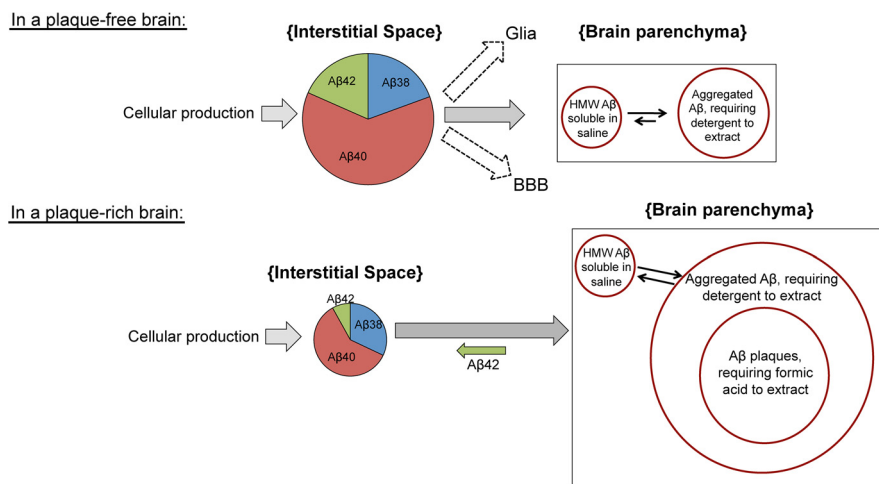 In a plaque-free brain:
{Interstitial Space}
Glia
{Brain parenchyma}
Aβ42
Aβ38
Cellular production
Aβ40
HMW Aβ
soluble in
saline
Aggregated
Aβ, requiring
detergent to
extract
BBB
In a plaque-rich brain:
{Brain parenchyma}
{Interstitial Space}
HMW Aβ
soluble in
saline
Aggregated Aβ, requiring
detergent to extract
Aβ42
Aβ38
Cellular production
Aβ40
Aβ42
Aβ plaques,
requiring formic
acid to extract